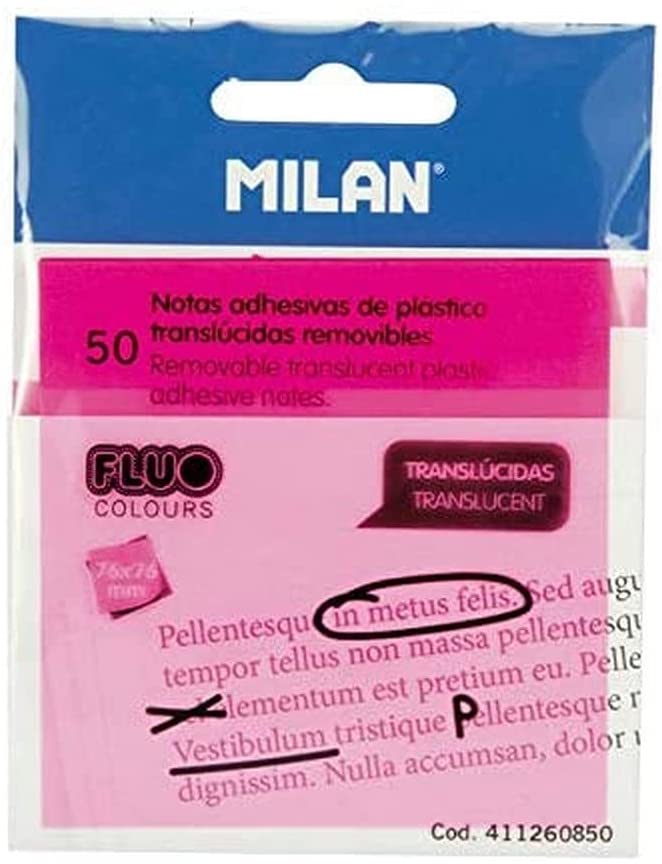 MILAN®
50
Notas adhesivas de plástico
translúcidas removibles
Removable translucent plastic
adhesive notes.
FLUO
COLOURS
TRANSLÚCIDAS
TRANSLUCENT
76x76
mm
Pellentesqu in metus felis. Sed augu
tempor tellus non massa pellentesqu
elementum est pretium eu. Pelle
Vestibulum tristique Pellentesque r
dignissim. Nulla accumsan, dolor u
Cod. 411260850